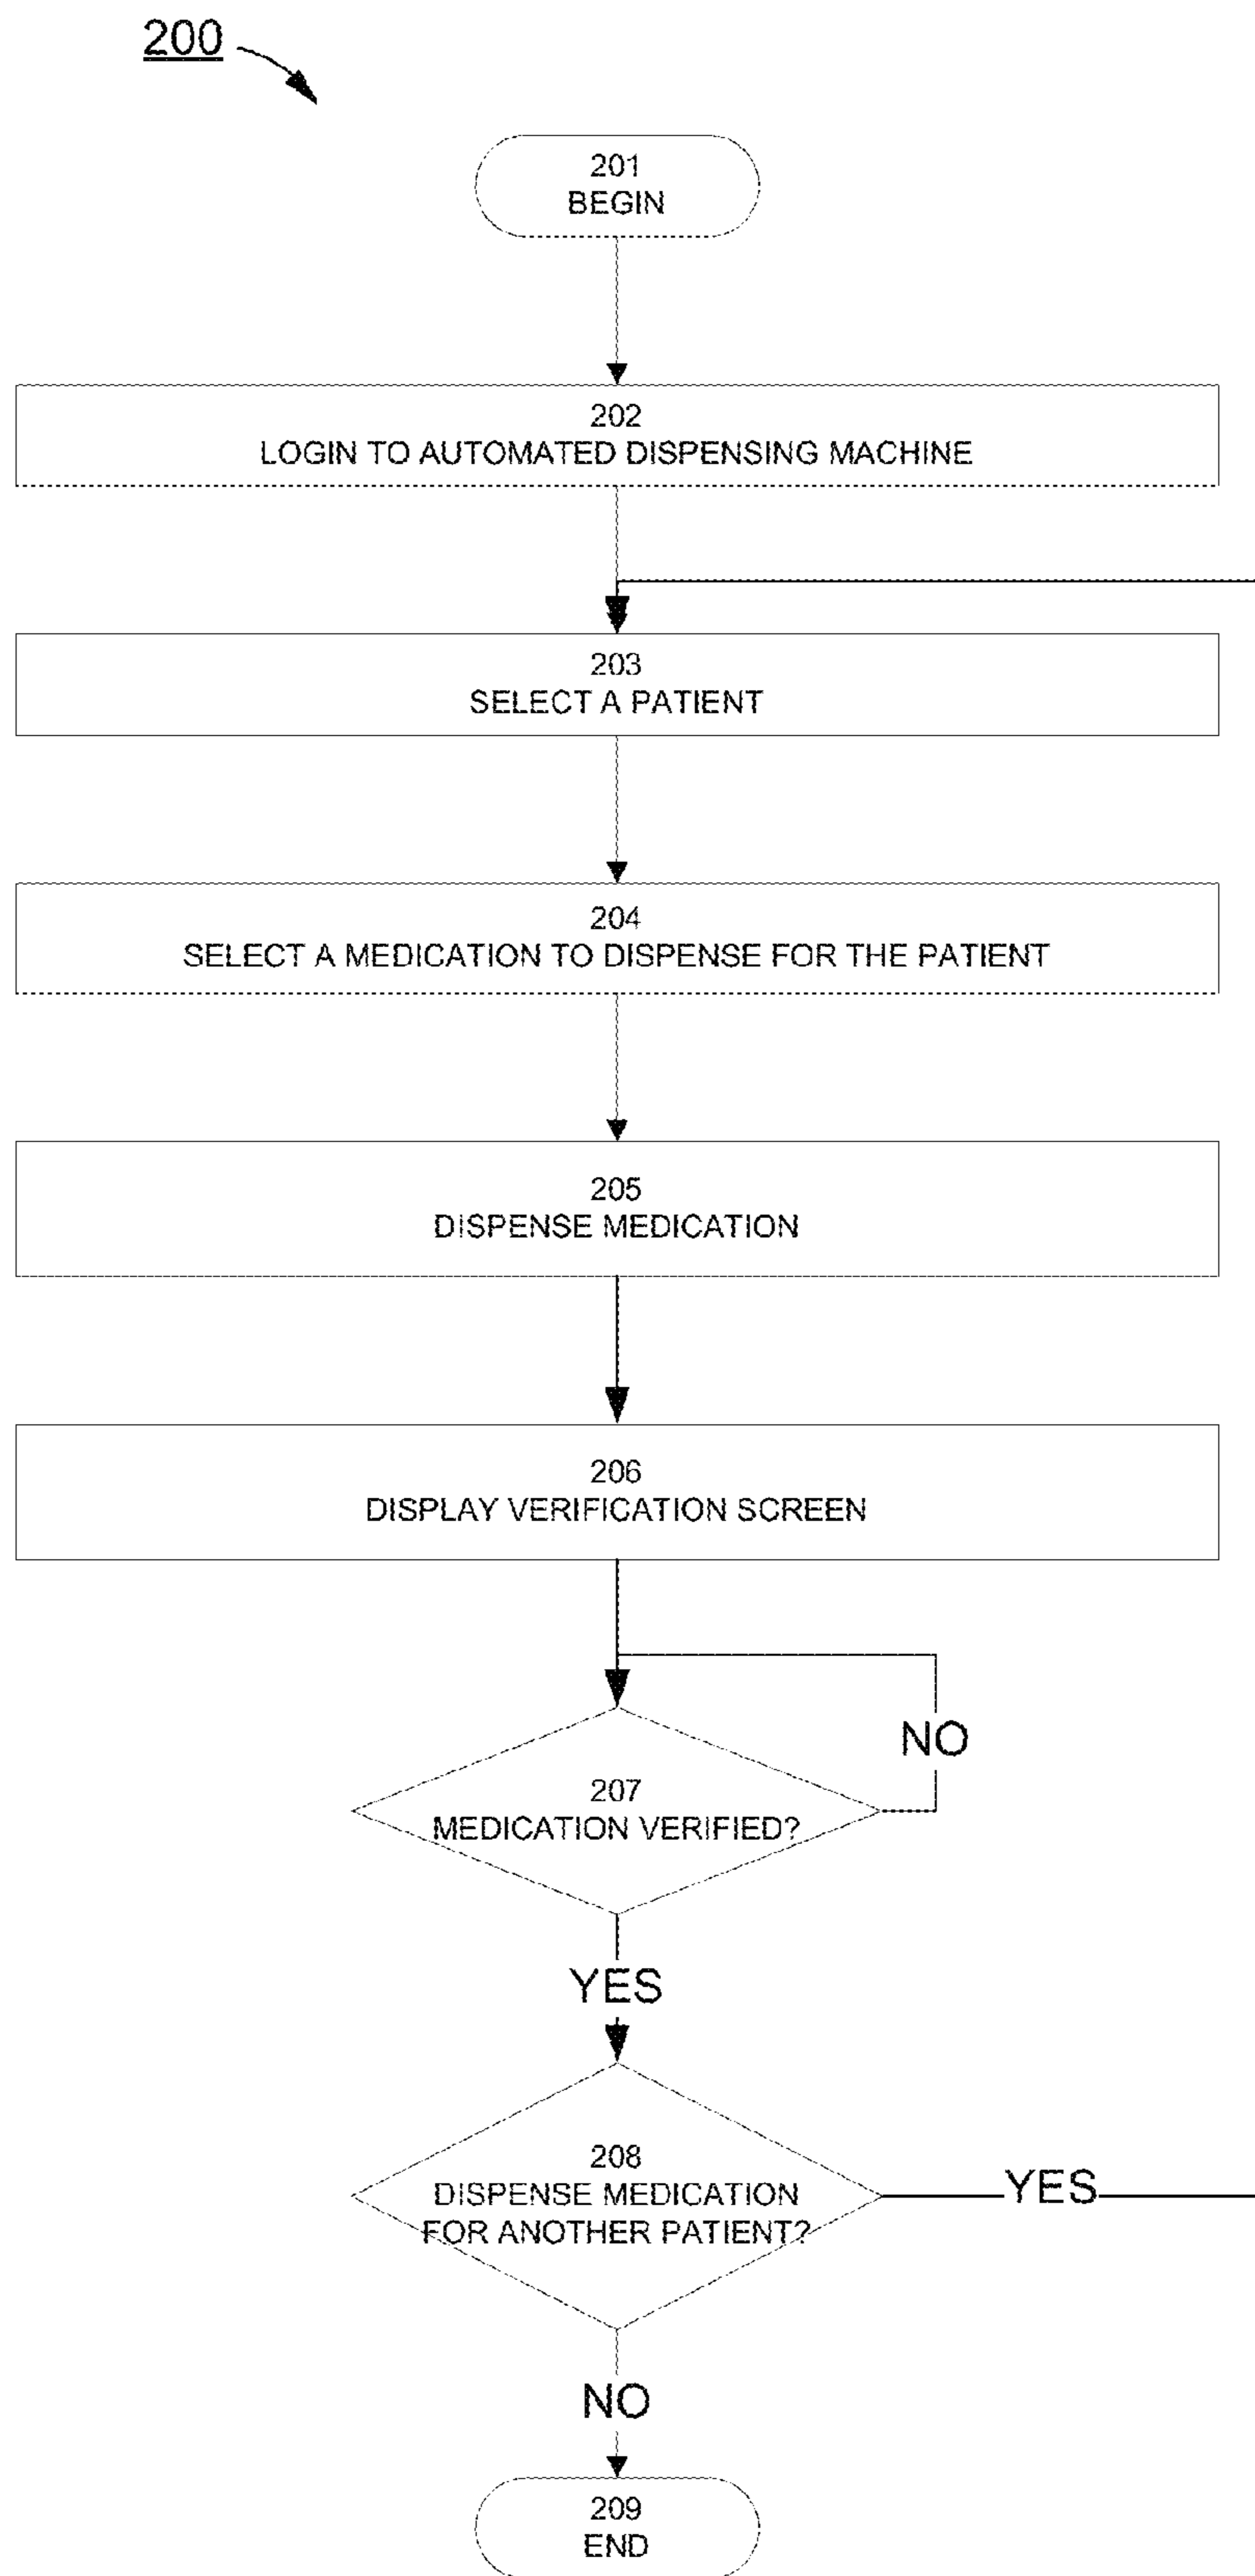 200
201
BEGIN
202
LOGIN TO AUTOMATED DISPENSING MACHINE
203
SELECT A PATIENT
204
SELECT A MEDICATION TO DISPENSE FOR THE PATIENT
205
DISPENSE MEDICATION
206
DISPLAY VERIFICATION SCREEN
NO
207
MEDICATION VERIFIED?
YES
208
DISPENSE MEDICATION
FOR ANOTHER PATIENT?
YES
NO
209
END